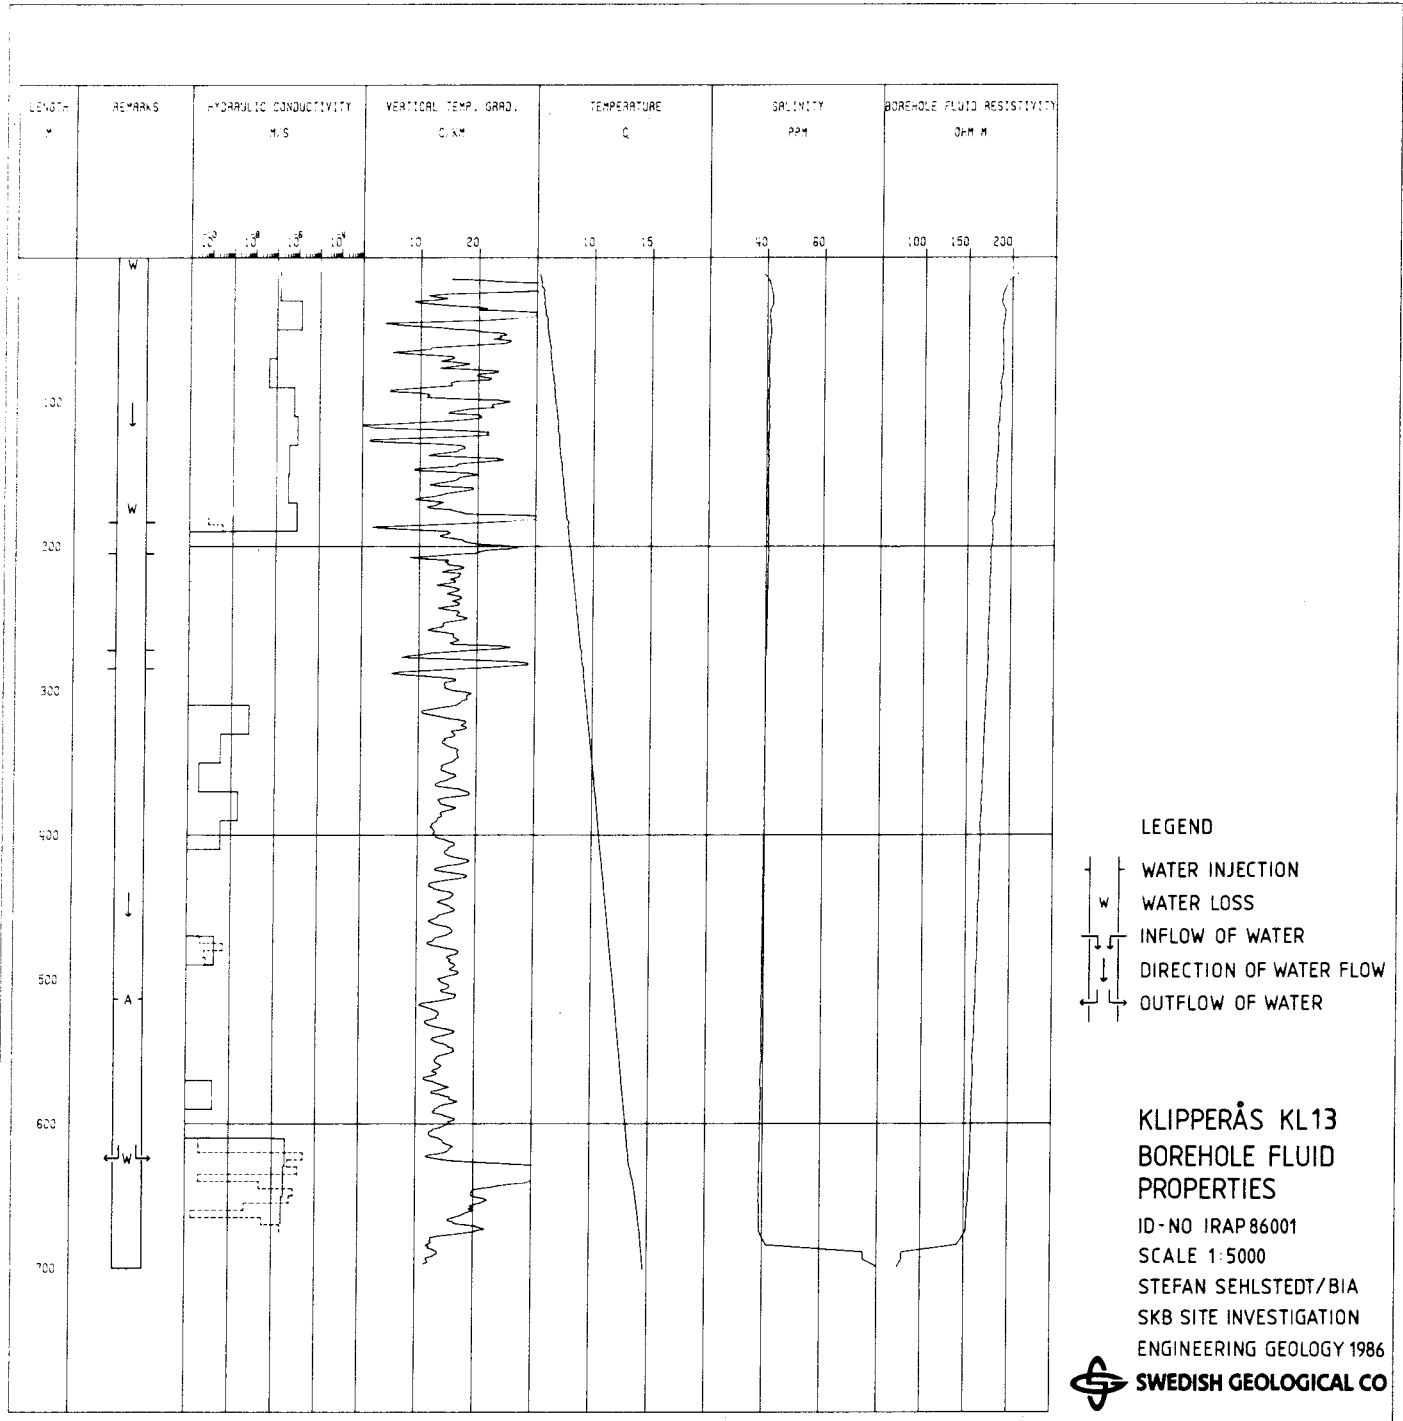 LENGTH REMARKS HYDRAULIC CONDUCTIVITY VERTICAL TEMP. GRAD. TEMPERATURE SALINITY BOREHOLE FLUID RESISTIVITY
M M/S C/KM C PPM OHM M
10 20 10 15 40 60 100 150 200
W
100
W
200
300
400
500
A
600
W
700
LEGEND
WATER INJECTION
W WATER LOSS
INFLOW OF WATER
DIRECTION OF WATER FLOW
OUTFLOW OF WATER
KLIPPERÅS KL13
BOREHOLE FLUID
PROPERTIES
ID-NO IRAP86001
SCALE 1:5000
STEFAN SEHLSTEDT/BIA
SKB SITE INVESTIGATION
ENGINEERING GEOLOGY 1986
SWEDISH GEOLOGICAL CO